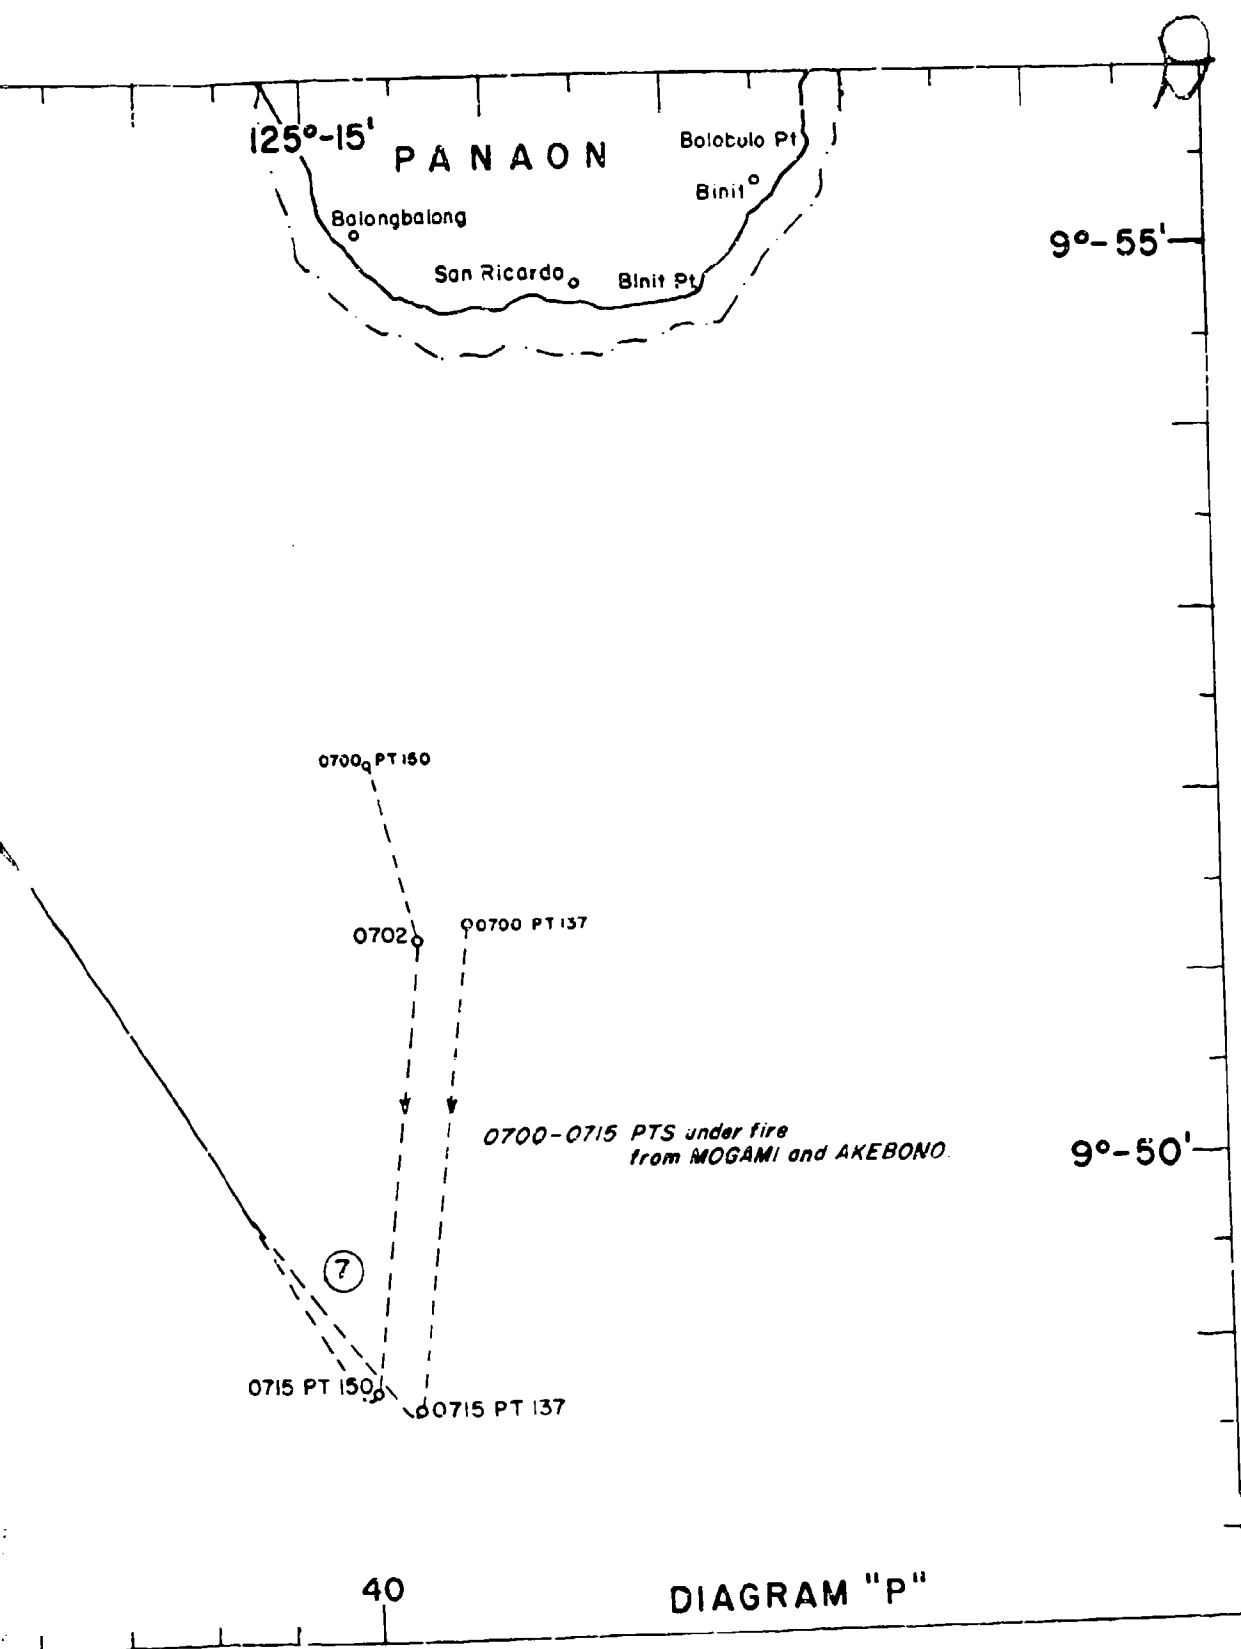 125°-15'
PANAON
Bolobulo Pt
Binit
Balongbalong
9°-55'
San Ricardo
Binit Pt
0700 PT 150
0702
0700 PT 137
0700-0715 PTS under fire
from MOGAMI and AKEBONO.
9°-50'
7
0715 PT 150
0715 PT 137
40
DIAGRAM "P"